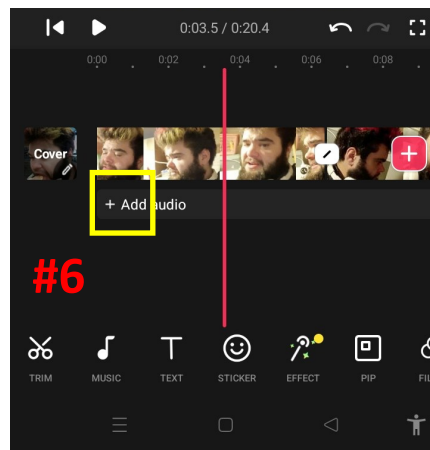 0:03.5 / 0:20.4
0:00 0:02 0:04 0:06 0:08
Cover
+ Add audio
#6
TRIM MUSIC TEXT STICKER EFFECT PIP FIL